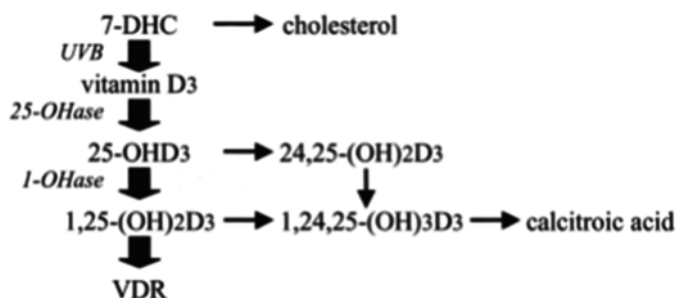 7-DHC cholesterol
UVB
vitamin D3
25-OHase
25-OHD3 24,25-(OH)2D3
1-OHase
1,25-(OH)2D3 1,24,25-(OH)3D3 calcitroic acid
VDR